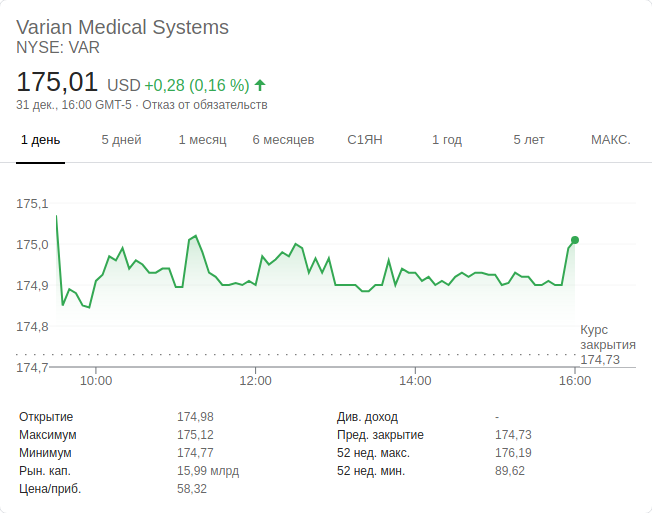 Varian Medical Systems
NYSE: VAR
175,01 USD +0,28 (0,16 %)
31 дек., 16:00 GMT-5 · Отказ от обязательств
1 день 5 дней 1 месяц 6 месяцев С1ЯН 1 год 5 лет МАКС.
175,1
175,0
174,9
174,8
174,7
Курс
закрытия
174,73
10:00 12:00 14:00 16:00
Открытие 174,98 Див. доход -
Максимум 175,12 Пред. закрытие 174,73
Минимум 174,77 52 нед. макс. 176,19
Рын. кап. 15,99 млрд 52 нед. мин. 89,62
Цена/приб. 58,32